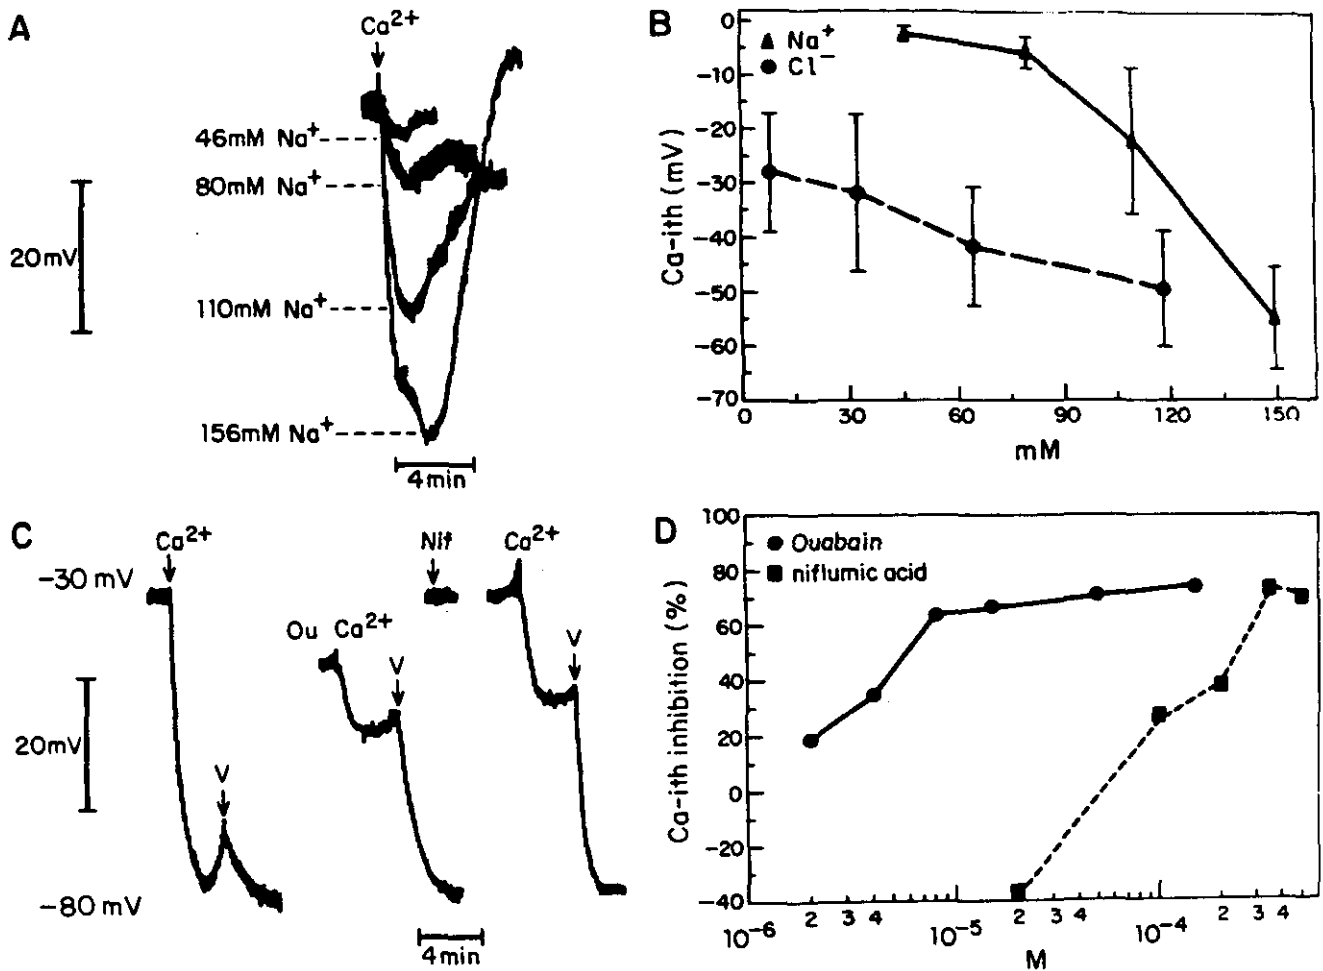 A
Ca²⁺
46mM Na⁺
80mM Na⁺
20mV
110mM Na⁺
156mM Na⁺
4min
B
Na⁺
Cl⁻
0
-10
-20
-30
-40
-50
-60
-70
Ca-ith (mV)
0 30 60 90 120 150
mM
C
Ca²⁺ Nif Ca²⁺
-30 mV
Ou Ca²⁺
V
V
20mV
V
-80 mV
4min
D
Ouabain
niflumic acid
100
80
60
40
20
0
-20
-40
Ca-ith inhibition (%)
2 3 4 2 3 4 2 3 4
10⁻⁶ 10⁻⁵ 10⁻⁴
M